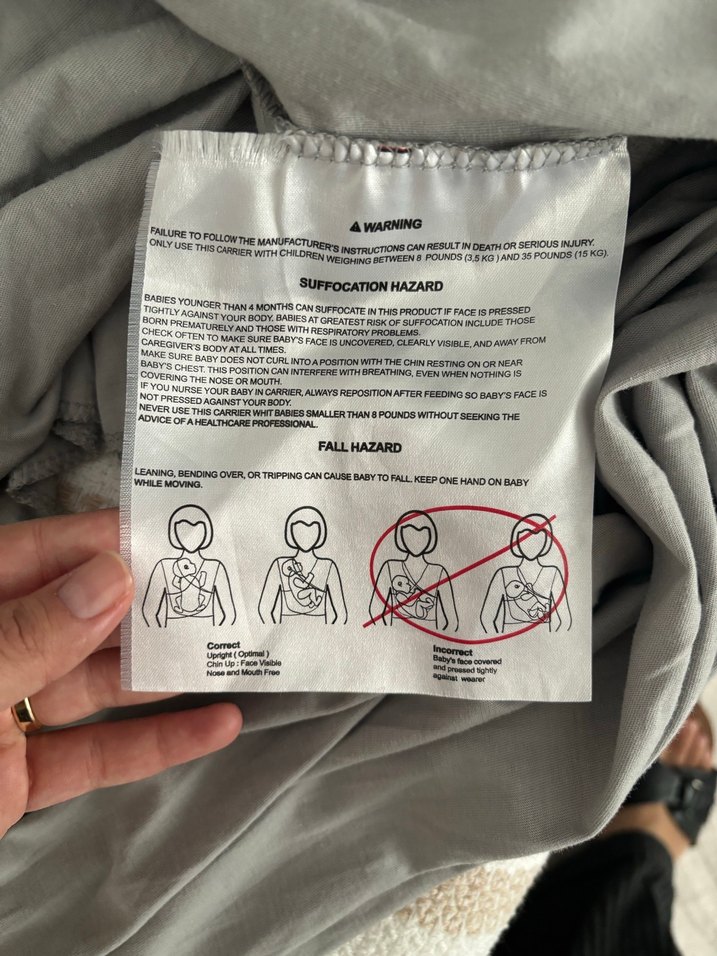 ⚠ WARNING
FAILURE TO FOLLOW THE MANUFACTURER'S INSTRUCTIONS CAN RESULT IN DEATH OR SERIOUS INJURY.
ONLY USE THIS CARRIER WITH CHILDREN WEIGHING BETWEEN 8 POUNDS (3.5 KG) AND 35 POUNDS (15 KG).
SUFFOCATION HAZARD
BABIES YOUNGER THAN 4 MONTHS CAN SUFFOCATE IN THIS PRODUCT IF FACE IS PRESSED
TIGHTLY AGAINST YOUR BODY. BABIES AT GREATEST RISK OF SUFFOCATION INCLUDE THOSE
BORN PREMATURELY AND THOSE WITH RESPIRATORY PROBLEMS.
CHECK OFTEN TO MAKE SURE BABY'S FACE IS UNCOVERED, CLEARLY VISIBLE, AND AWAY FROM
CAREGIVER'S BODY AT ALL TIMES.
MAKE SURE BABY DOES NOT CURL INTO A POSITION WITH THE CHIN RESTING ON OR NEAR
BABY'S CHEST. THIS POSITION CAN INTERFERE WITH BREATHING, EVEN WHEN NOTHING IS
COVERING THE NOSE OR MOUTH.
IF YOU NURSE YOUR BABY IN CARRIER, ALWAYS REPOSITION AFTER FEEDING SO BABY'S FACE IS
NOT PRESSED AGAINST YOUR BODY.
NEVER USE THIS CARRIER WHIT BABIES SMALLER THAN 8 POUNDS WITHOUT SEEKING THE
ADVICE OF A HEALTHCARE PROFESSIONAL.
FALL HAZARD
LEANING, BENDING OVER, OR TRIPPING CAN CAUSE BABY TO FALL. KEEP ONE HAND ON BABY
WHILE MOVING.
Correct
Upright ( Optimal )
Chin Up : Face Visible
Nose and Mouth Free
Incorrect
Baby's face covered
and pressed tightly
against wearer